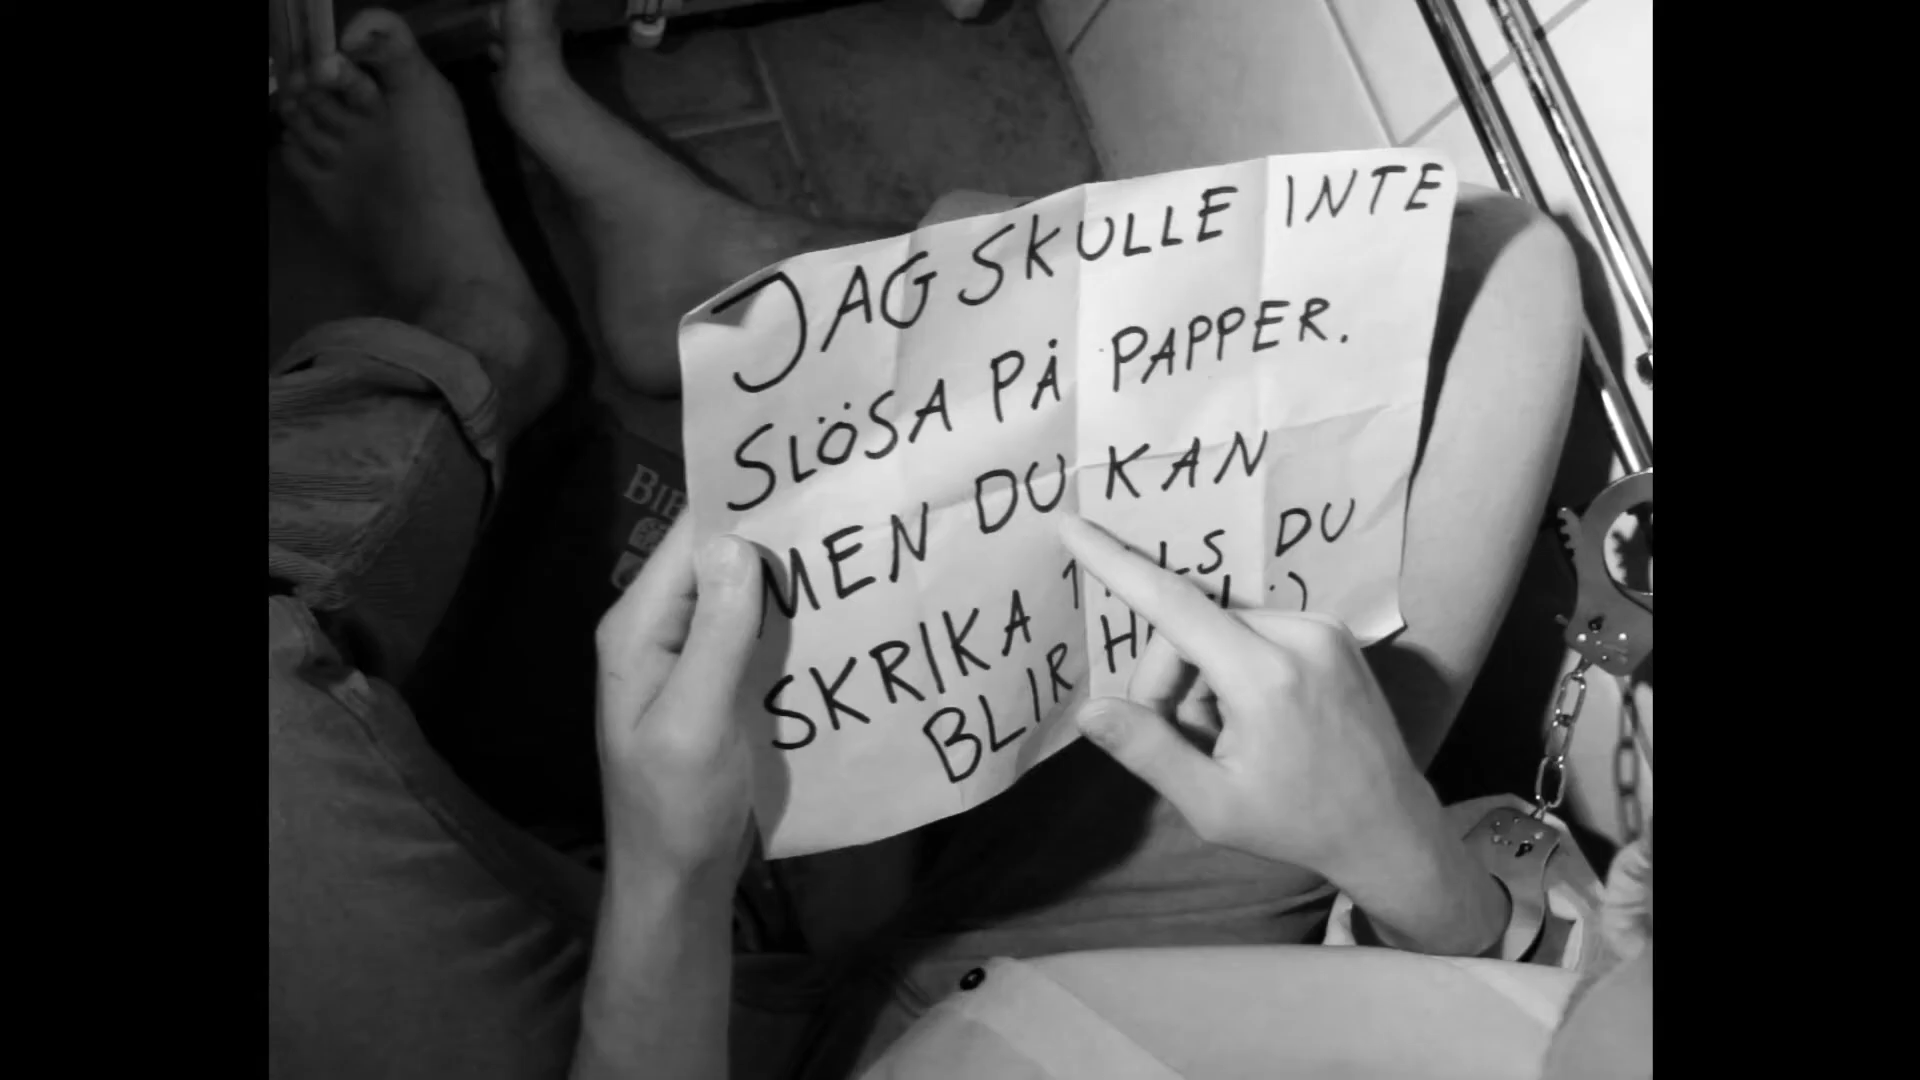 JAG SKULLE INTE
SLÖSA PÅ PAPPER.
MEN DU KAN
SKRIKA DU
BLIR :)